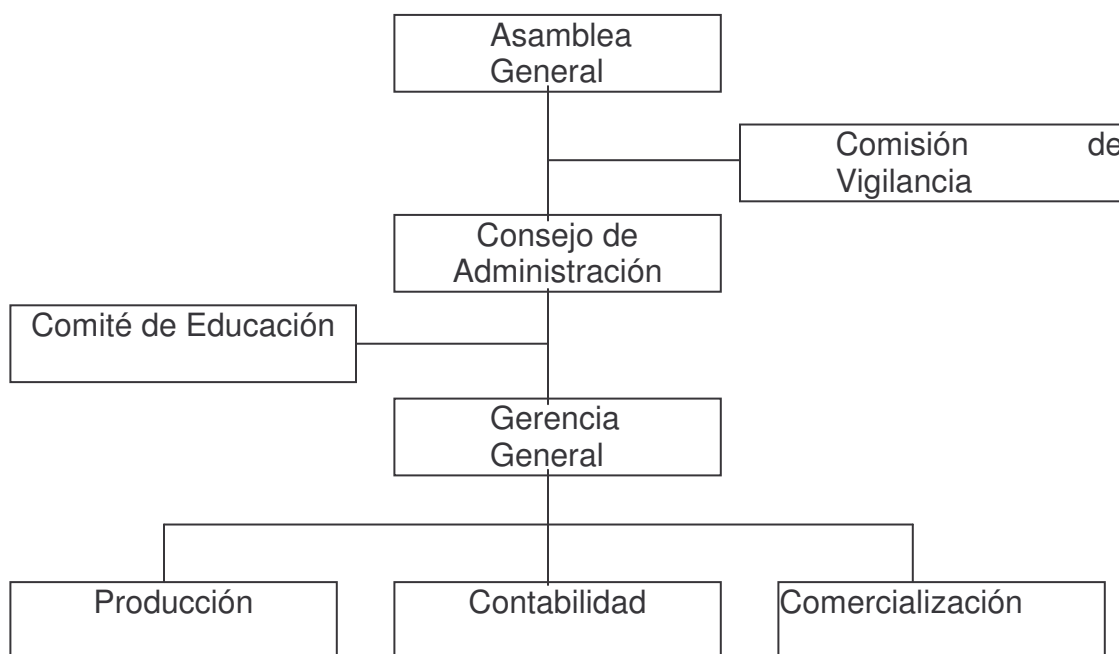 Asamblea
General
Comisión de
Vigilancia
Consejo de
Administración
Comité de Educación
Gerencia
General
Producción
Contabilidad
Comercialización